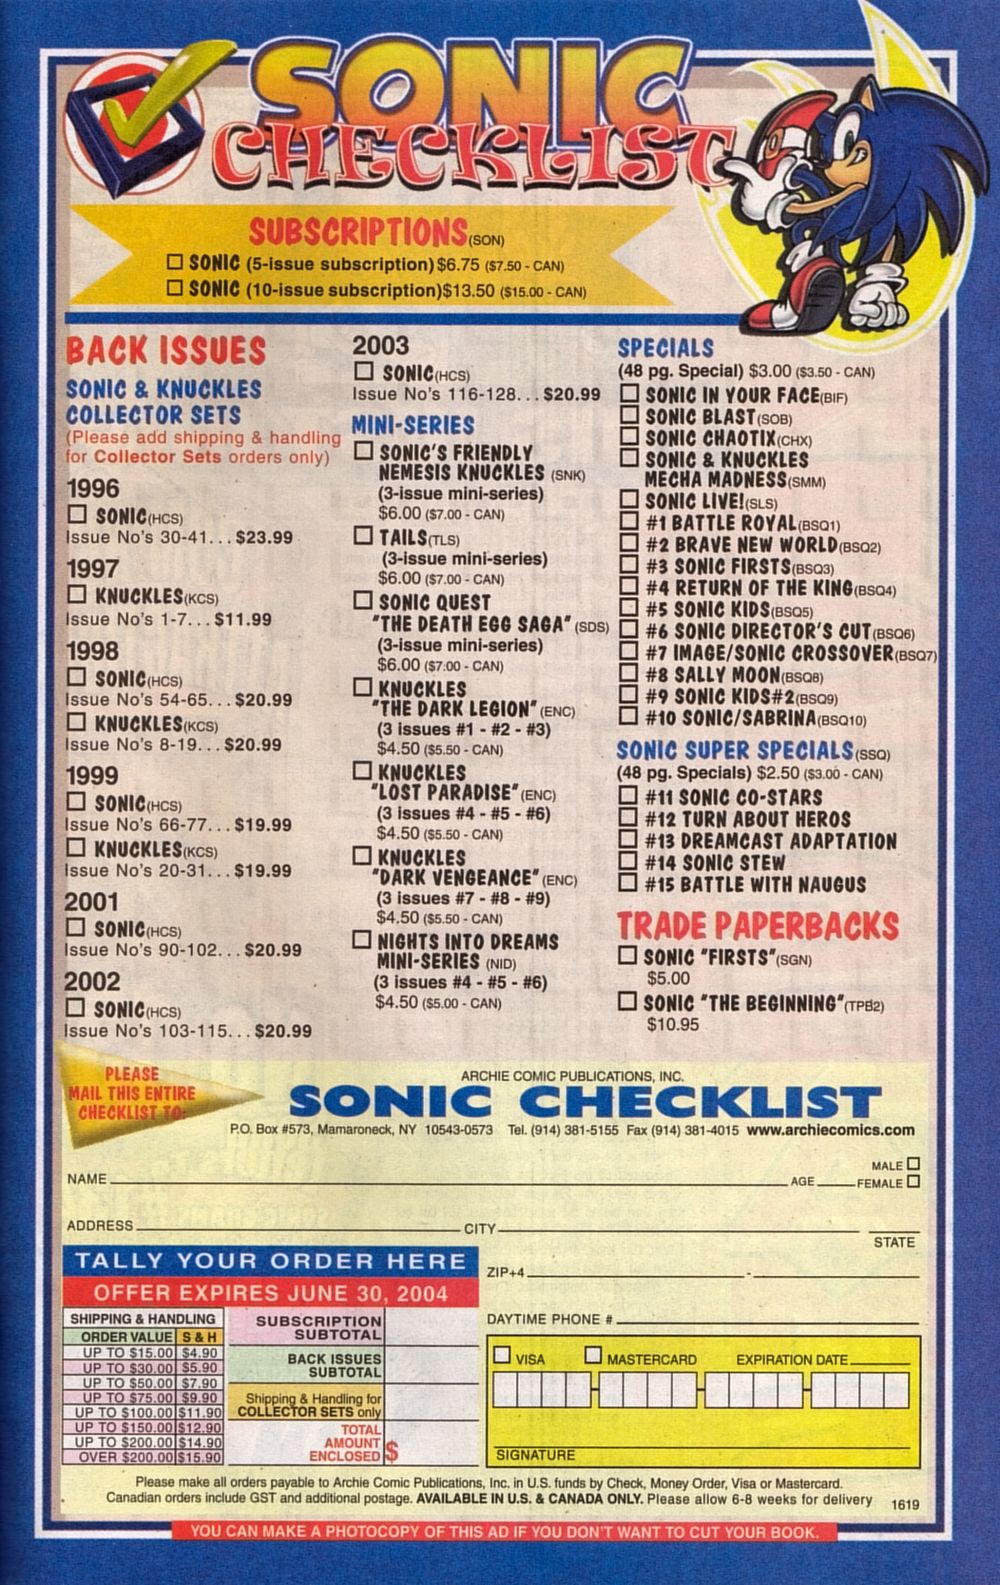 SONIC
CHECKLIST
SUBSCRIPTIONS(SON)
SONIC (5-issue subscription) $6.75 ($7.50 - CAN)
SONIC (10-issue subscription)$13.50 ($15.00 - CAN)
BACK ISSUES
SONIC & KNUCKLES
COLLECTOR SETS
(Please add shipping & handling
for Collector Sets orders only)
1996
SONIC(HCS)
Issue No's 30-41...$23.99
1997
KNUCKLES(KCS)
Issue No's 1-7...$11.99
1998
SONIC(HCS)
Issue No's 54-65...$20.99
KNUCKLES(KCS)
Issue No's 8-19...$20.99
1999
SONIC(HCS)
Issue No's 66-77...$19.99
KNUCKLES(KCS)
Issue No's 20-31...$19.99
2001
SONIC(HCS)
Issue No's 90-102...$20.99
2002
SONIC(HCS)
Issue No's 103-115...$20.99
2003
SONIC(HCS)
Issue No's 116-128...$20.99
MINI-SERIES
SONIC'S FRIENDLY
NEMESIS KNUCKLES (SNK)
(3-issue mini-series)
$6.00 ($7.00 - CAN)
TAILS(TLS)
(3-issue mini-series)
$6.00 ($7.00 - CAN)
SONIC QUEST
"THE DEATH EGG SAGA" (SDS)
(3-issue mini-series)
$6.00 ($7:00 - CAN)
KNUCKLES
"THE DARK LEGION" (ENC)
(3 issues #1 - #2 - #3)
$4.50 ($5.50 - CAN)
KNUCKLES
"LOST PARADISE" (ENC)
(3 issues #4 - #5 - #6)
$4.50 ($5.50 - CAN)
KNUCKLES
"DARK VENGEANCE" (ENC)
(3 issues #7 - #8 - #9)
$4.50 ($5.50 - CAN)
NIGHTS INTO DREAMS
MINI-SERIES (NID)
(3 issues #4 - #5 - #6)
$4.50 ($5.00 - CAN)
SPECIALS
(48 pg. Special) $3.00 ($3.50 - CAN)
SONIC IN YOUR FACE(BIF)
SONIC BLAST(SOB)
SONIC CHAOTIX(CHX)
SONIC & KNUCKLES
MECHA MADNESS(SMM)
SONIC LIVE!(SLS)
#1 BATTLE ROYAL(BSQ1)
#2 BRAVE NEW WORLD(BSQ2)
#3 SONIC FIRSTS(BSQ3)
#4 RETURN OF THE KING(BSQ4)
#5 SONIC KIDS(BSQ5)
#6 SONIC DIRECTOR'S CUT(BSQ6)
#7 IMAGE/SONIC CROSSOVER(BSQ7)
#8 SALLY MOON(BSQ8)
#9 SONIC KIDS#2(BSQ9)
#10 SONIC/SABRINA(BSQ10)
SONIC SUPER SPECIALS(SSQ)
(48 pg. Specials) $2.50 ($3.00 - CAN)
#11 SONIC CO-STARS
#12 TURN ABOUT HEROS
#13 DREAMCAST ADAPTATION
#14 SONIC STEW
#15 BATTLE WITH NAUGUS
TRADE PAPERBACKS
SONIC "FIRSTS"(SGN)
$5.00
SONIC "THE BEGINNING"(TPB2)
$10.95
PLEASE
MAIL THIS ENTIRE
CHECKLIST TO:
ARCHIE COMIC PUBLICATIONS, INC.
SONIC CHECKLIST
P.O. Box #573, Mamaroneck, NY 10543-0573 Tel. (914) 381-5155 Fax (914) 381-4015 www.archiecomics.com
MALE
NAME AGE FEMALE
ADDRESS CITY
STATE
TALLY YOUR ORDER HERE
OFFER EXPIRES JUNE 30, 2004
SHIPPING & HANDLING
ORDER VALUE S & H
UP TO $15.00 $4.90
UP TO $30.00 $5.90
UP TO $50.00 $7.90
UP TO $75.00 $9.90
UP TO $100.00 $11.90
UP TO $150.00 $12.90
UP TO $200.00 $14.90
OVER $200.00 $15.90
SUBSCRIPTION
SUBTOTAL
BACK ISSUES
SUBTOTAL
Shipping & Handling for
COLLECTOR SETS only
TOTAL
AMOUNT
ENCLOSED $
ZIP+4 -
DAYTIME PHONE #
VISA MASTERCARD EXPIRATION DATE
SIGNATURE
Please make all orders payable to Archie Comic Publications, Inc. in U.S. funds by Check, Money Order, Visa or Mastercard.
Canadian orders include GST and additional postage. AVAILABLE IN U.S. & CANADA ONLY. Please allow 6-8 weeks for delivery 1619
YOU CAN MAKE A PHOTOCOPY OF THIS AD IF YOU DON'T WANT TO CUT YOUR BOOK.